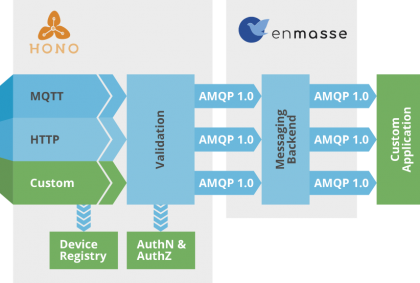 HONO
enmasse
MQTT
AMQP 1.0
AMQP 1.0
HTTP
Validation
AMQP 1.0
Messaging
Backend
AMQP 1.0
Custom
Application
Custom
AMQP 1.0
AMQP 1.0
Device
Registry
AuthN &
AuthZ